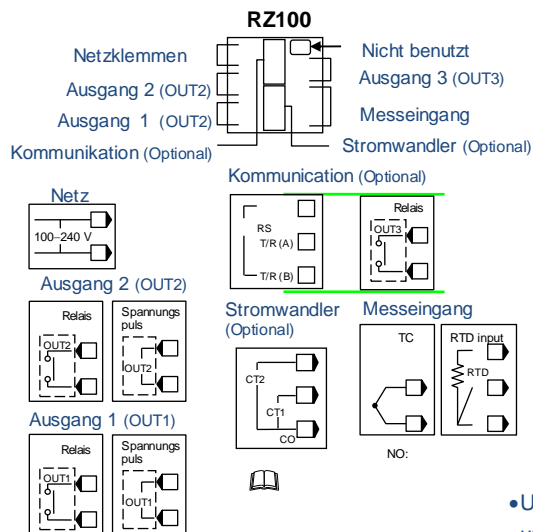 RZ100
Netzklemmen
Nicht benutzt
Ausgang 2 (OUT2)
Ausgang 3 (OUT3)
Ausgang 1 (OUT2)
Messeingang
Kommunikation (Optional)
Stromwandler (Optional)
Kommunication (Optional)
Netz
100–240 V
RS
T/R (A)
T/R (B)
Relais
OUT3
Ausgang 2 (OUT2)
Relais
OUT2
Spannungs
puls
OUT2
Stromwandler
(Optional)
CT2
CT1
CO
Messeingang
TC
RTD input
RTD
NO:
Ausgang 1 (OUT1)
Relais
OUT1
Spannungs
puls
OUT1
•U